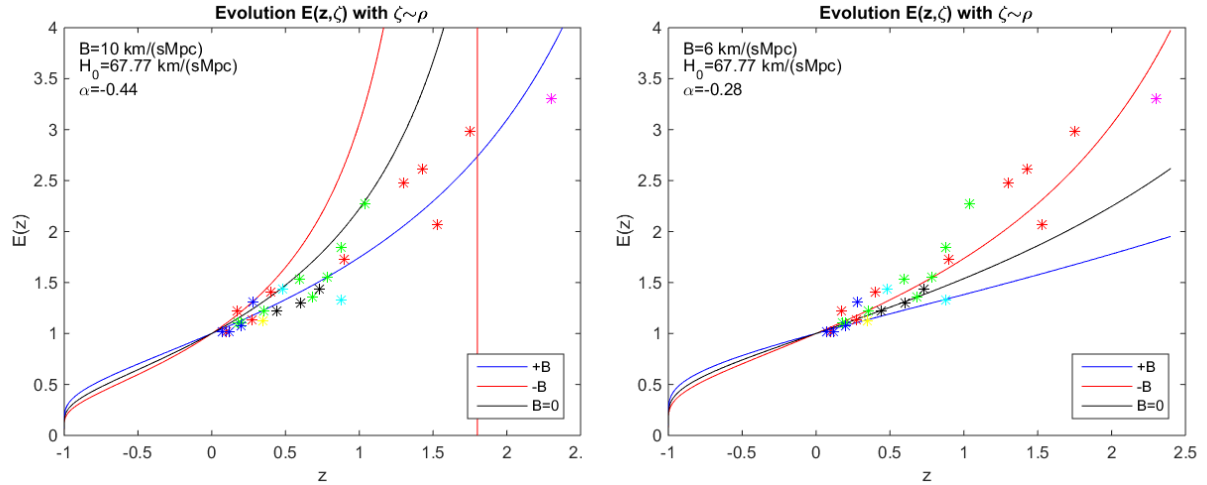 Evolution E(z,ζ) with ζ~ρ
B=10 km/(sMpc)
H₀=67.77 km/(sMpc)
α=-0.44
4
3.5
3
2.5
2
1.5
1
0.5
0
E(z)
-1
-0.5
0
0.5
1
1.5
2
2.
z
+B
-B
B=0
Evolution E(z,ζ) with ζ~ρ
B=6 km/(sMpc)
H₀=67.77 km/(sMpc)
α=-0.28
4
3.5
3
2.5
2
1.5
1
0.5
0
E(z)
-1
-0.5
0
0.5
1
1.5
2
2.5
z
+B
-B
B=0